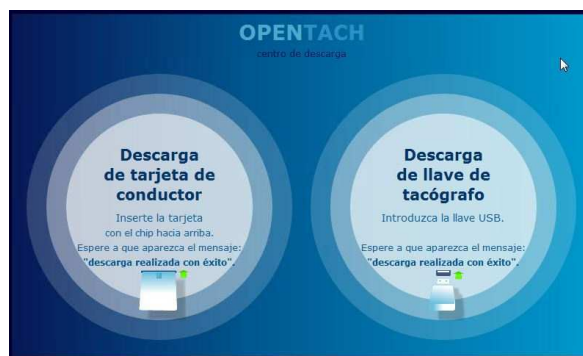 OPENTACH
centro de descarga
Descarga
de tarjeta de
conductor
Inserte la tarjeta
con el chip hacia arriba.
Espere a que aparezca el mensaje:
"descarga realizada con éxito".
Descarga
de llave de
tacógrafo
Introduzca la llave USB.
Espere a que aparezca el mensaje:
"descarga realizada con éxito".